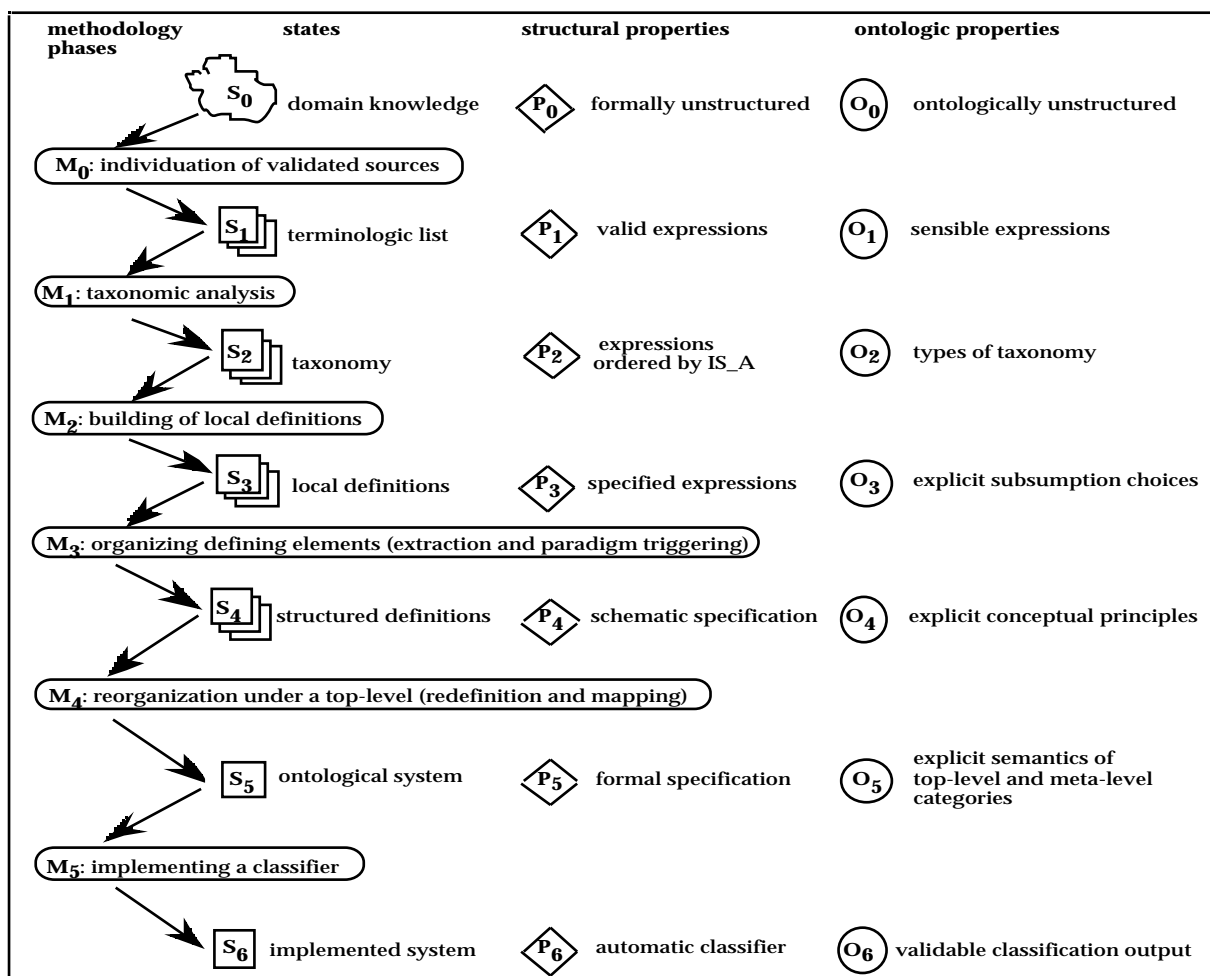 methodology phases states structural properties ontologic properties
S0 domain knowledge P0 formally unstructured O0 ontologically unstructured
M0: individuation of validated sources
S1 terminologic list P1 valid expressions O1 sensible expressions
M1: taxonomic analysis
S2 taxonomy P2 expressions ordered by IS_A O2 types of taxonomy
M2: building of local definitions
S3 local definitions P3 specified expressions O3 explicit subsumption choices
M3: organizing defining elements (extraction and paradigm triggering)
S4 structured definitions P4 schematic specification O4 explicit conceptual principles
M4: reorganization under a top-level (redefinition and mapping)
S5 ontological system P5 formal specification O5 explicit semantics of top-level and meta-level categories
M5: implementing a classifier
S6 implemented system P6 automatic classifier O6 validable classification output